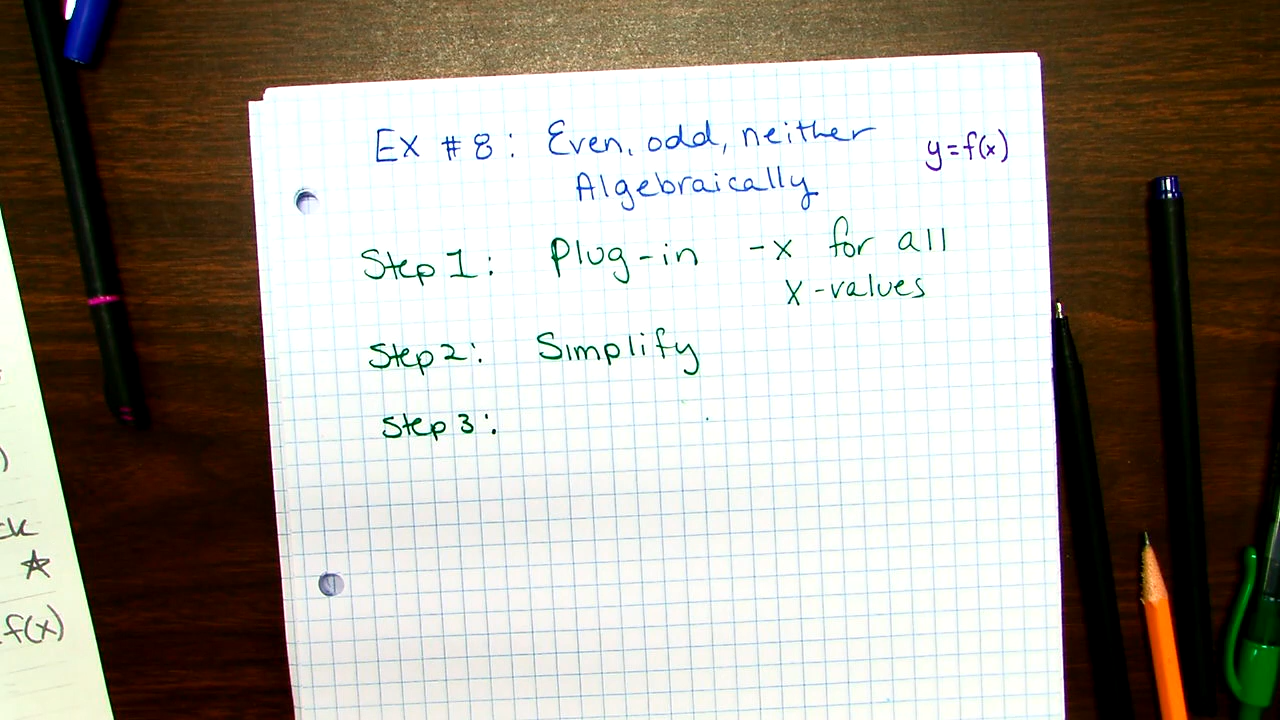 EX # 8: Even, odd, neither
Algebraically
y=f(x)
Step 1: Plug-in -x for all
x-values
Step 2: Simplify
Step 3:
☆
f(x)